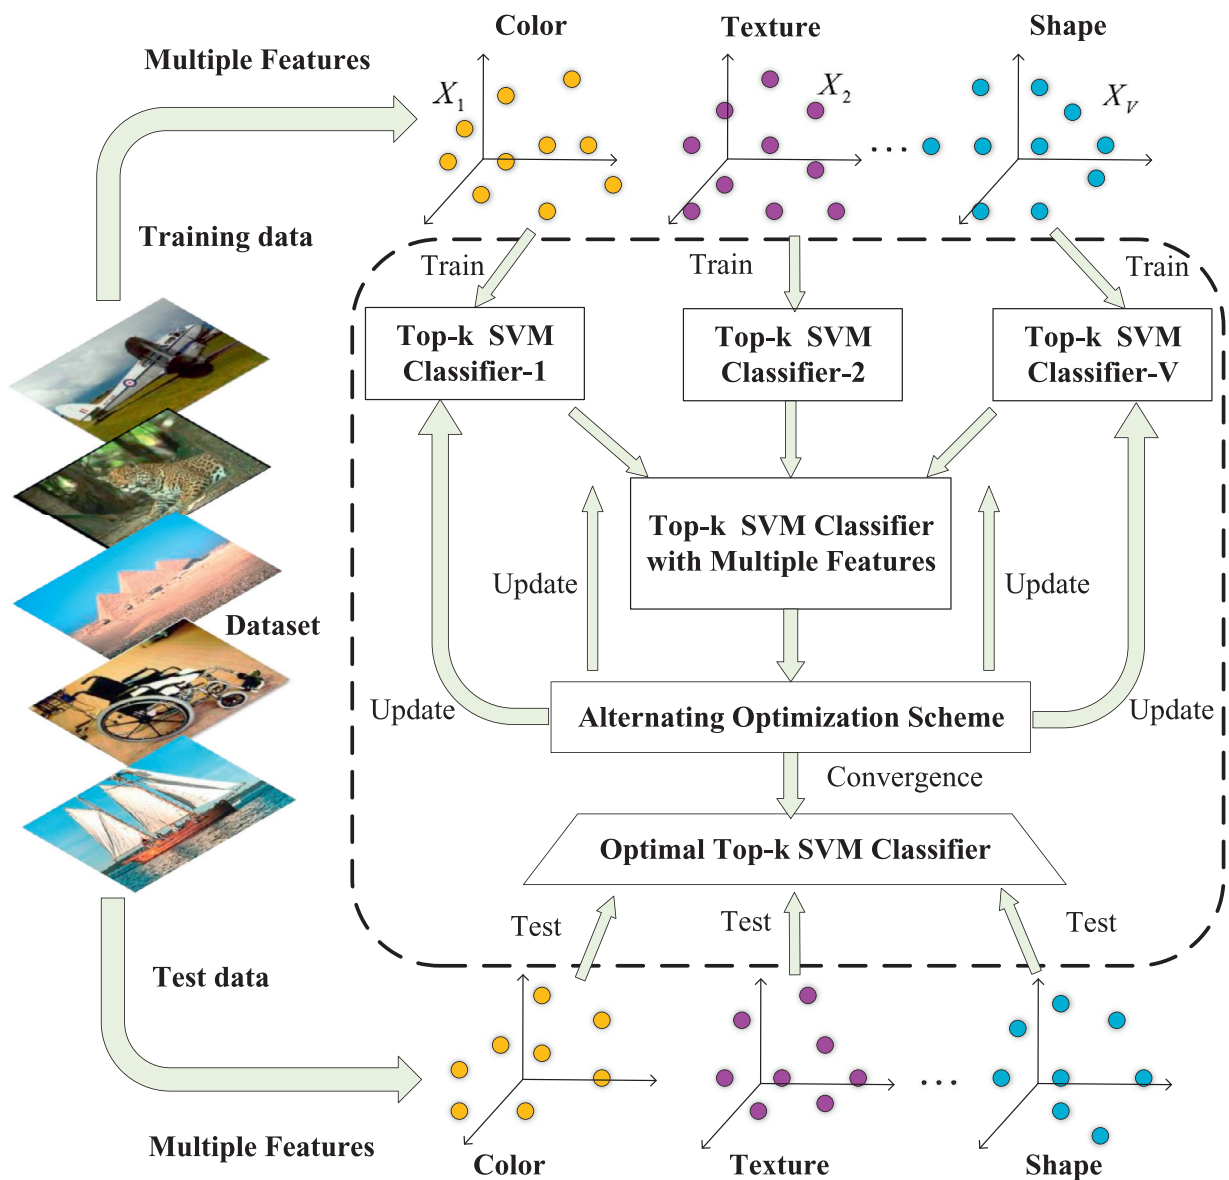 Color
Texture
Shape
Multiple Features
X1
X2
XV
...
Training data
Train
Train
Train
Top-k SVM
Classifier-1
Top-k SVM
Classifier-2
Top-k SVM
Classifier-V
Top-k SVM Classifier
with Multiple Features
Update
Update
Dataset
Update
Alternating Optimization Scheme
Update
Convergence
Optimal Top-k SVM Classifier
Test
Test
Test
Test data
...
Multiple Features
Color
Texture
Shape